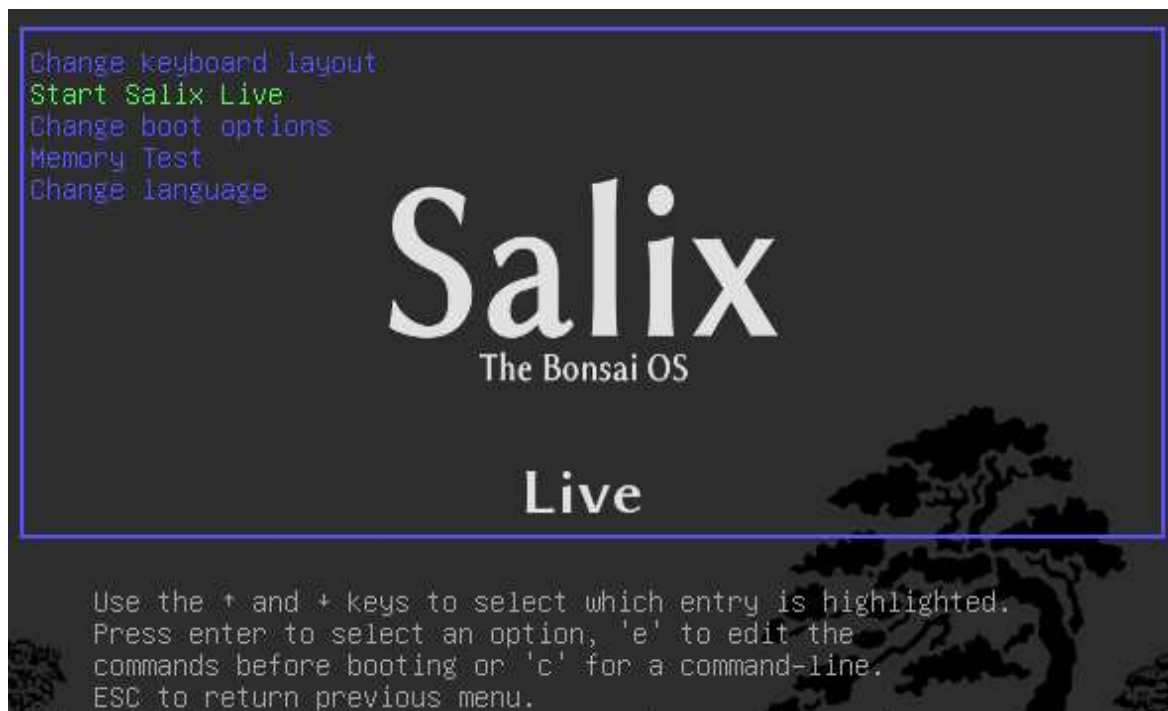 Change keyboard layout
Start Salix Live
Change boot options
Memory Test
Change language
Salix
The Bonsai OS
Live
Use the ↑ and ↓ keys to select which entry is highlighted.
Press enter to select an option, 'e' to edit the
commands before booting or 'c' for a command-line.
ESC to return previous menu.